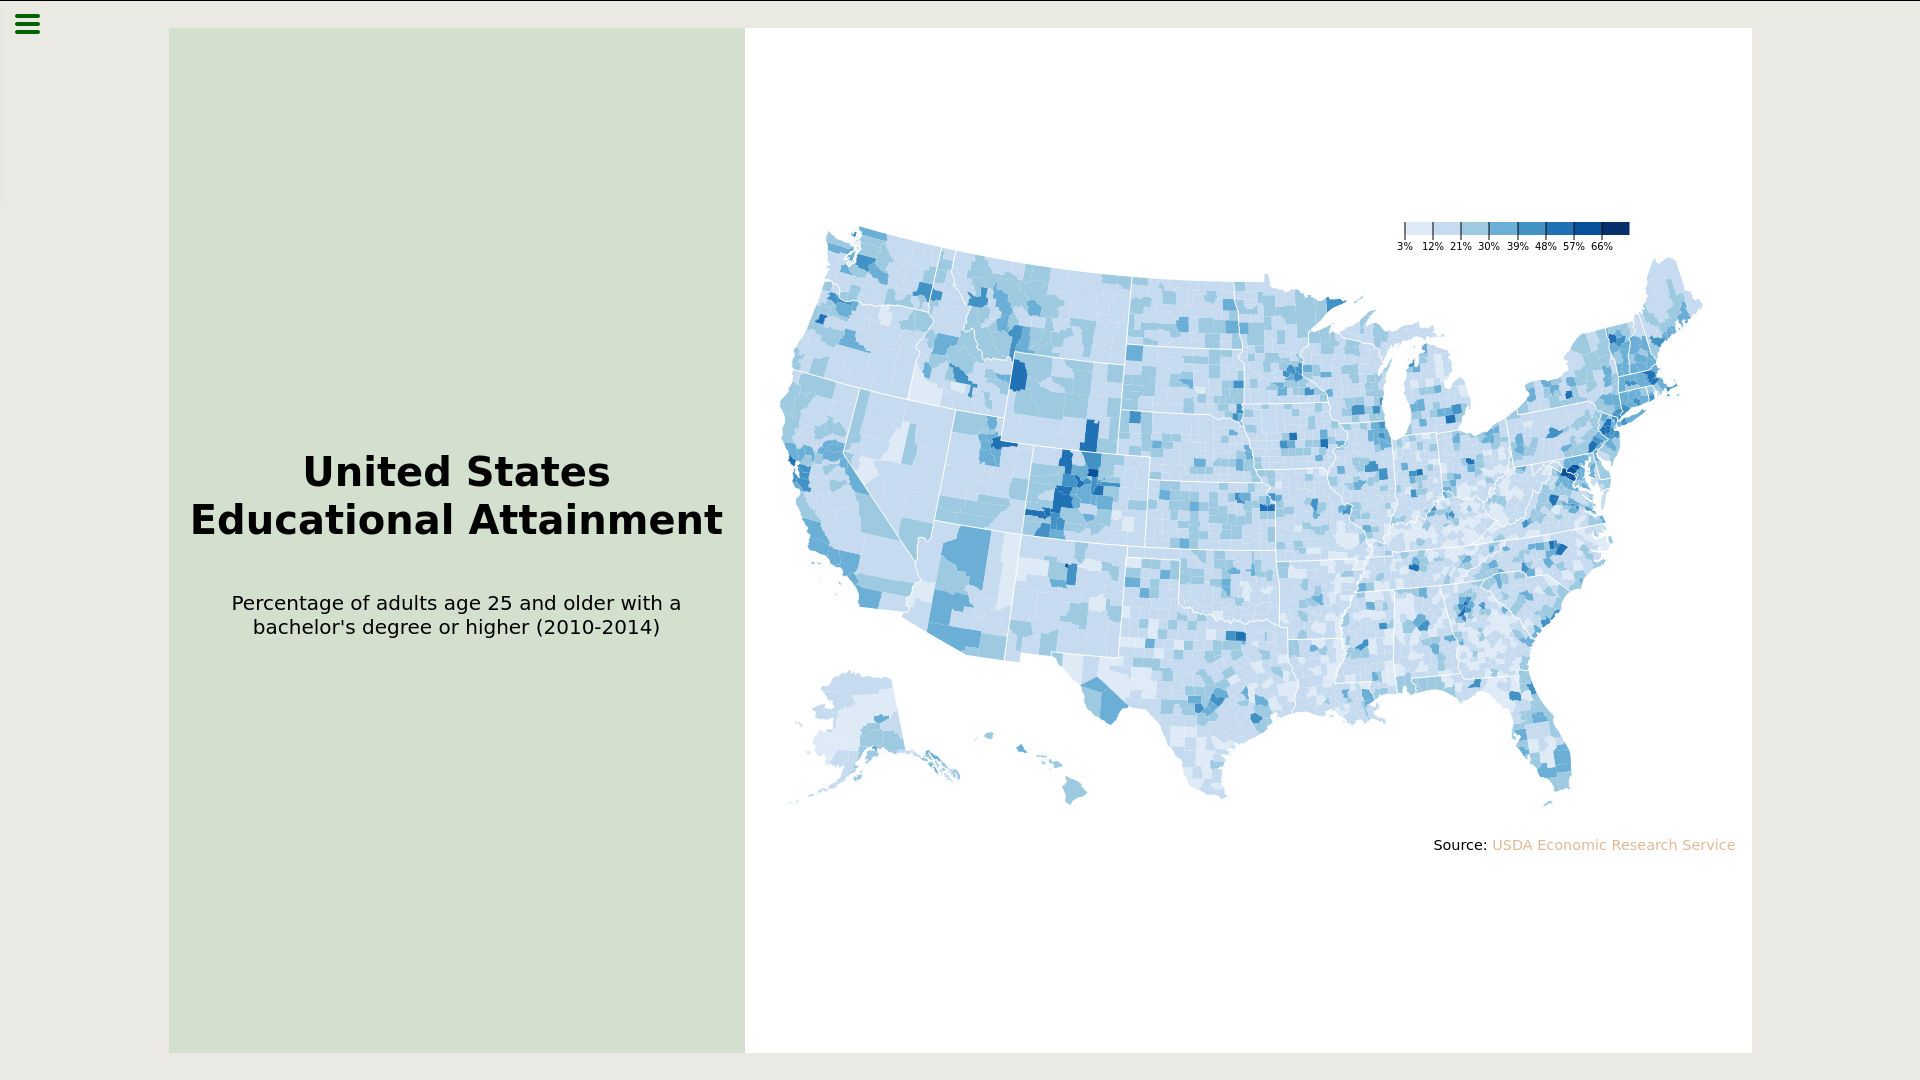 United States
Educational Attainment
Percentage of adults age 25 and older with a
bachelor's degree or higher (2010-2014)
3% 12% 21% 30% 39% 48% 57% 66%
Source: USDA Economic Research Service